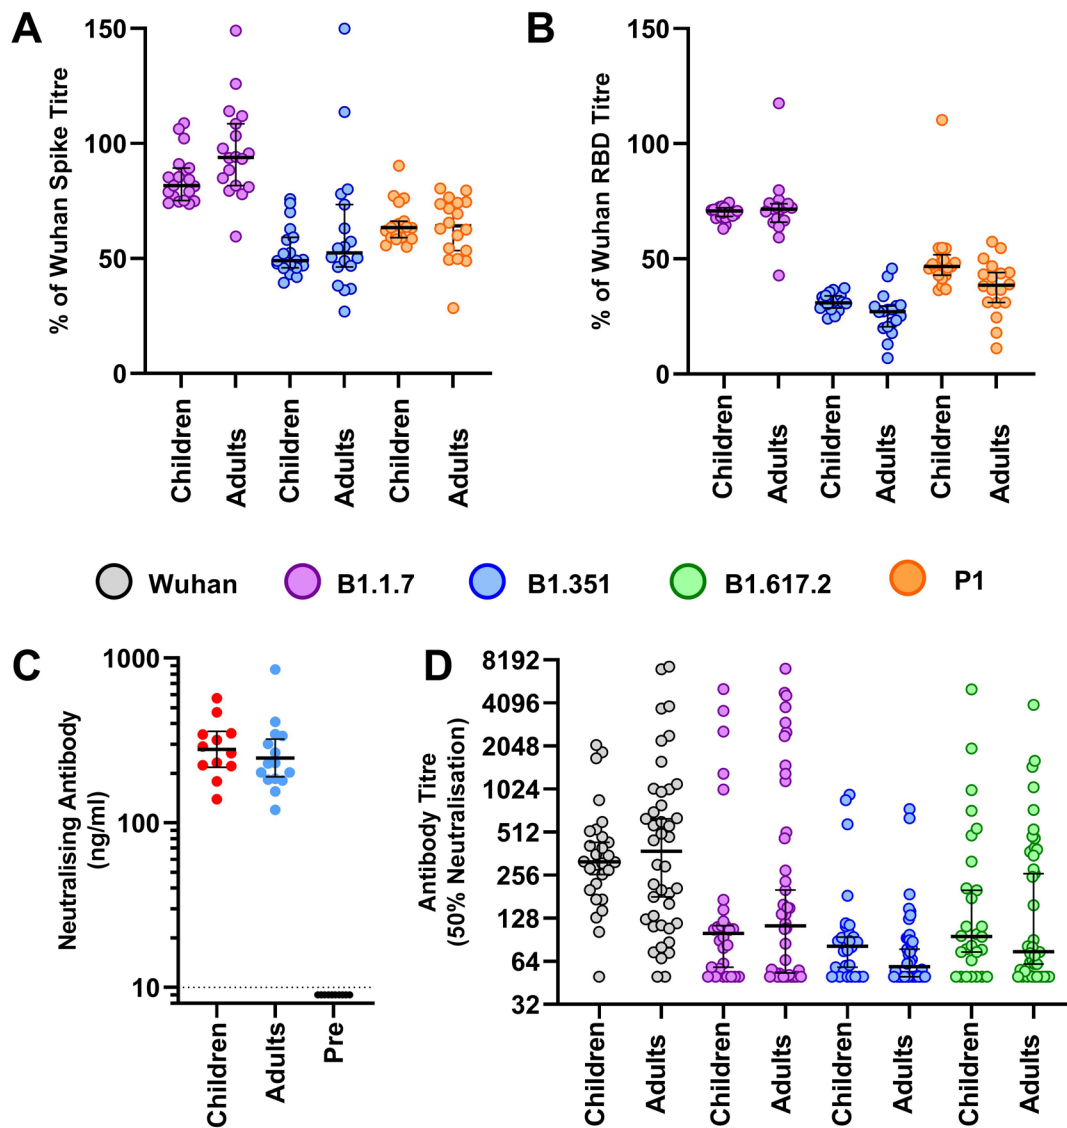 A
% of Wuhan Spike Titre
150
100
50
0
Children
Adults
Children
Adults
Children
Adults
B
% of Wuhan RBD Titre
150
100
50
0
Children
Adults
Children
Adults
Children
Adults
Wuhan
B1.1.7
B1.351
B1.617.2
P1
C
Neutralising Antibody
(ng/ml)
1000
100
10
Children
Adults
Pre
D
Antibody Titre
(50% Neutralisation)
8192
4096
2048
1024
512
256
128
64
32
Children
Adults
Children
Adults
Children
Adults
Children
Adults